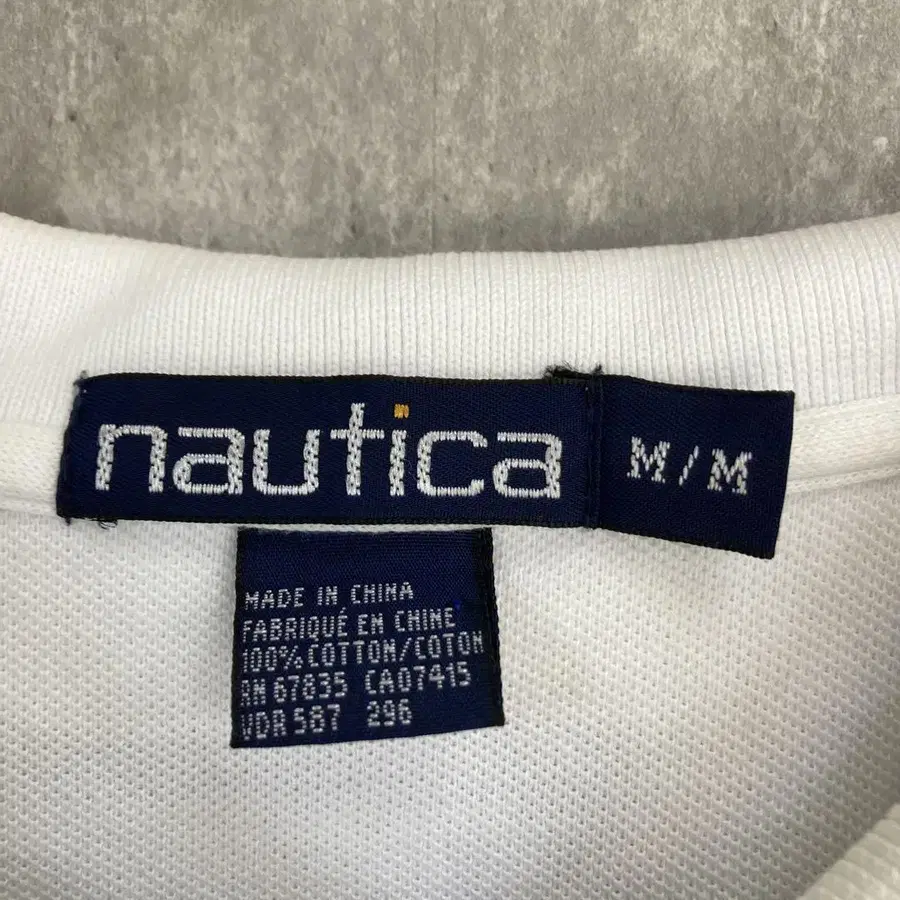 nautica
M/M
MADE IN CHINA
FABRIQUÉ EN CHINE
100% COTTON/COTON
RN 67835 CA07415
VDR 587 296